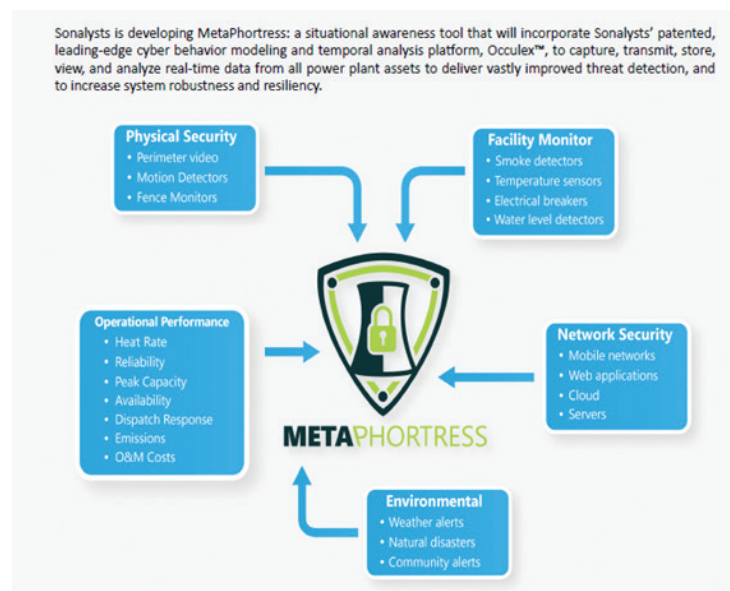 Sonalysts is developing MetaPhortress: a situational awareness tool that will incorporate Sonalysts' patented,
leading-edge cyber behavior modeling and temporal analysis platform, Occulex™, to capture, transmit, store,
view, and analyze real-time data from all power plant assets to deliver vastly improved threat detection, and
to increase system robustness and resiliency.
Physical Security
• Perimeter video
• Motion Detectors
• Fence Monitors
Facility Monitor
• Smoke detectors
• Temperature sensors
• Electrical breakers
• Water level detectors
Operational Performance
• Heat Rate
• Reliability
• Peak Capacity
• Availability
• Dispatch Response
• Emissions
• O&M Costs
Network Security
• Mobile networks
• Web applications
• Cloud
• Servers
METAPHORTRESS
Environmental
• Weather alerts
• Natural disasters
• Community alerts